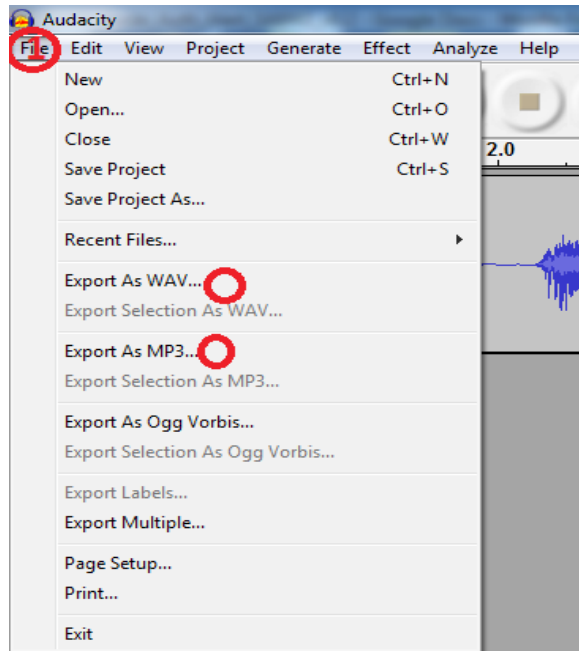 Audacity
File Edit View Project Generate Effect Analyze Help
1
New Ctrl+N
Open... Ctrl+O
Close Ctrl+W
2.0
Save Project Ctrl+S
Save Project As...
Recent Files...
Export As WAV...
Export Selection As WAV...
Export As MP3...
Export Selection As MP3...
Export As Ogg Vorbis...
Export Selection As Ogg Vorbis...
Export Labels...
Export Multiple...
Page Setup...
Print...
Exit